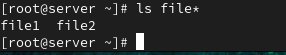 [root@server ~]# ls file*
file1  file2
[root@server ~]#